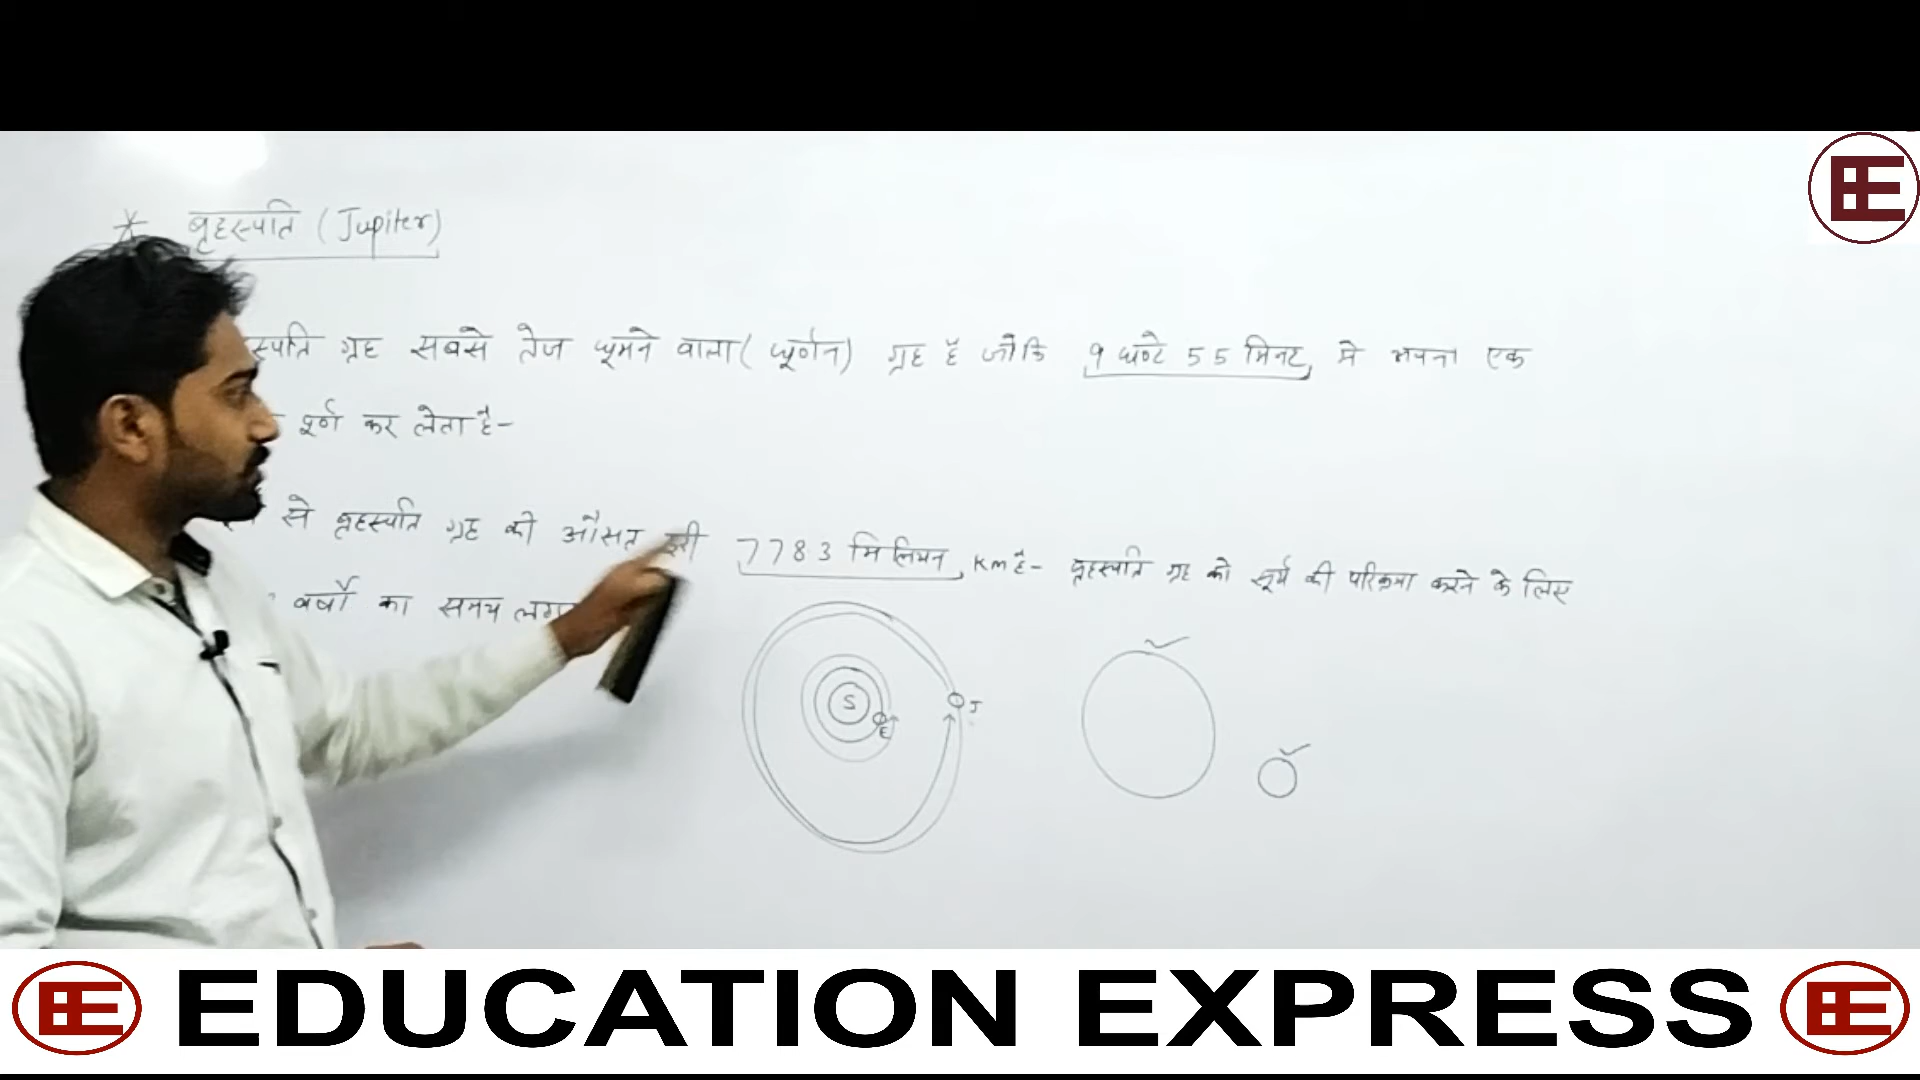 * बृहस्पति (Jupiter)
स्पति ग्रह सबसे तेज घूमने वाला (घूर्णन) ग्रह है जोकि 9 घण्टे 55 मिनट मे अपना एक
पूर्ण कर लेता है-
से बृहस्पति ग्रह की औसत दूरी 7783 मिलियन Km है- बृहस्पति ग्रह को सूर्य की परिक्रमा करने के लिए
वर्षों का समय लग
S
E
J
EDUCATION EXPRESS